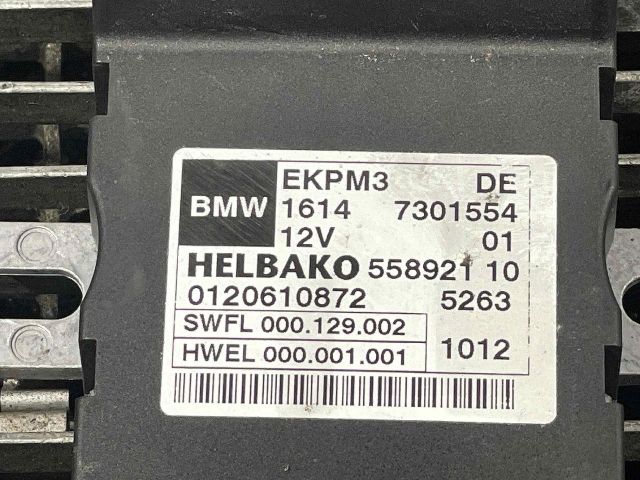 BMW EKPM3 DE
1614 7301554
12V 01
HELBAKO 558921 10
0120610872 5263
SWFL 000.129.002
HWEL 000.001.001 1012